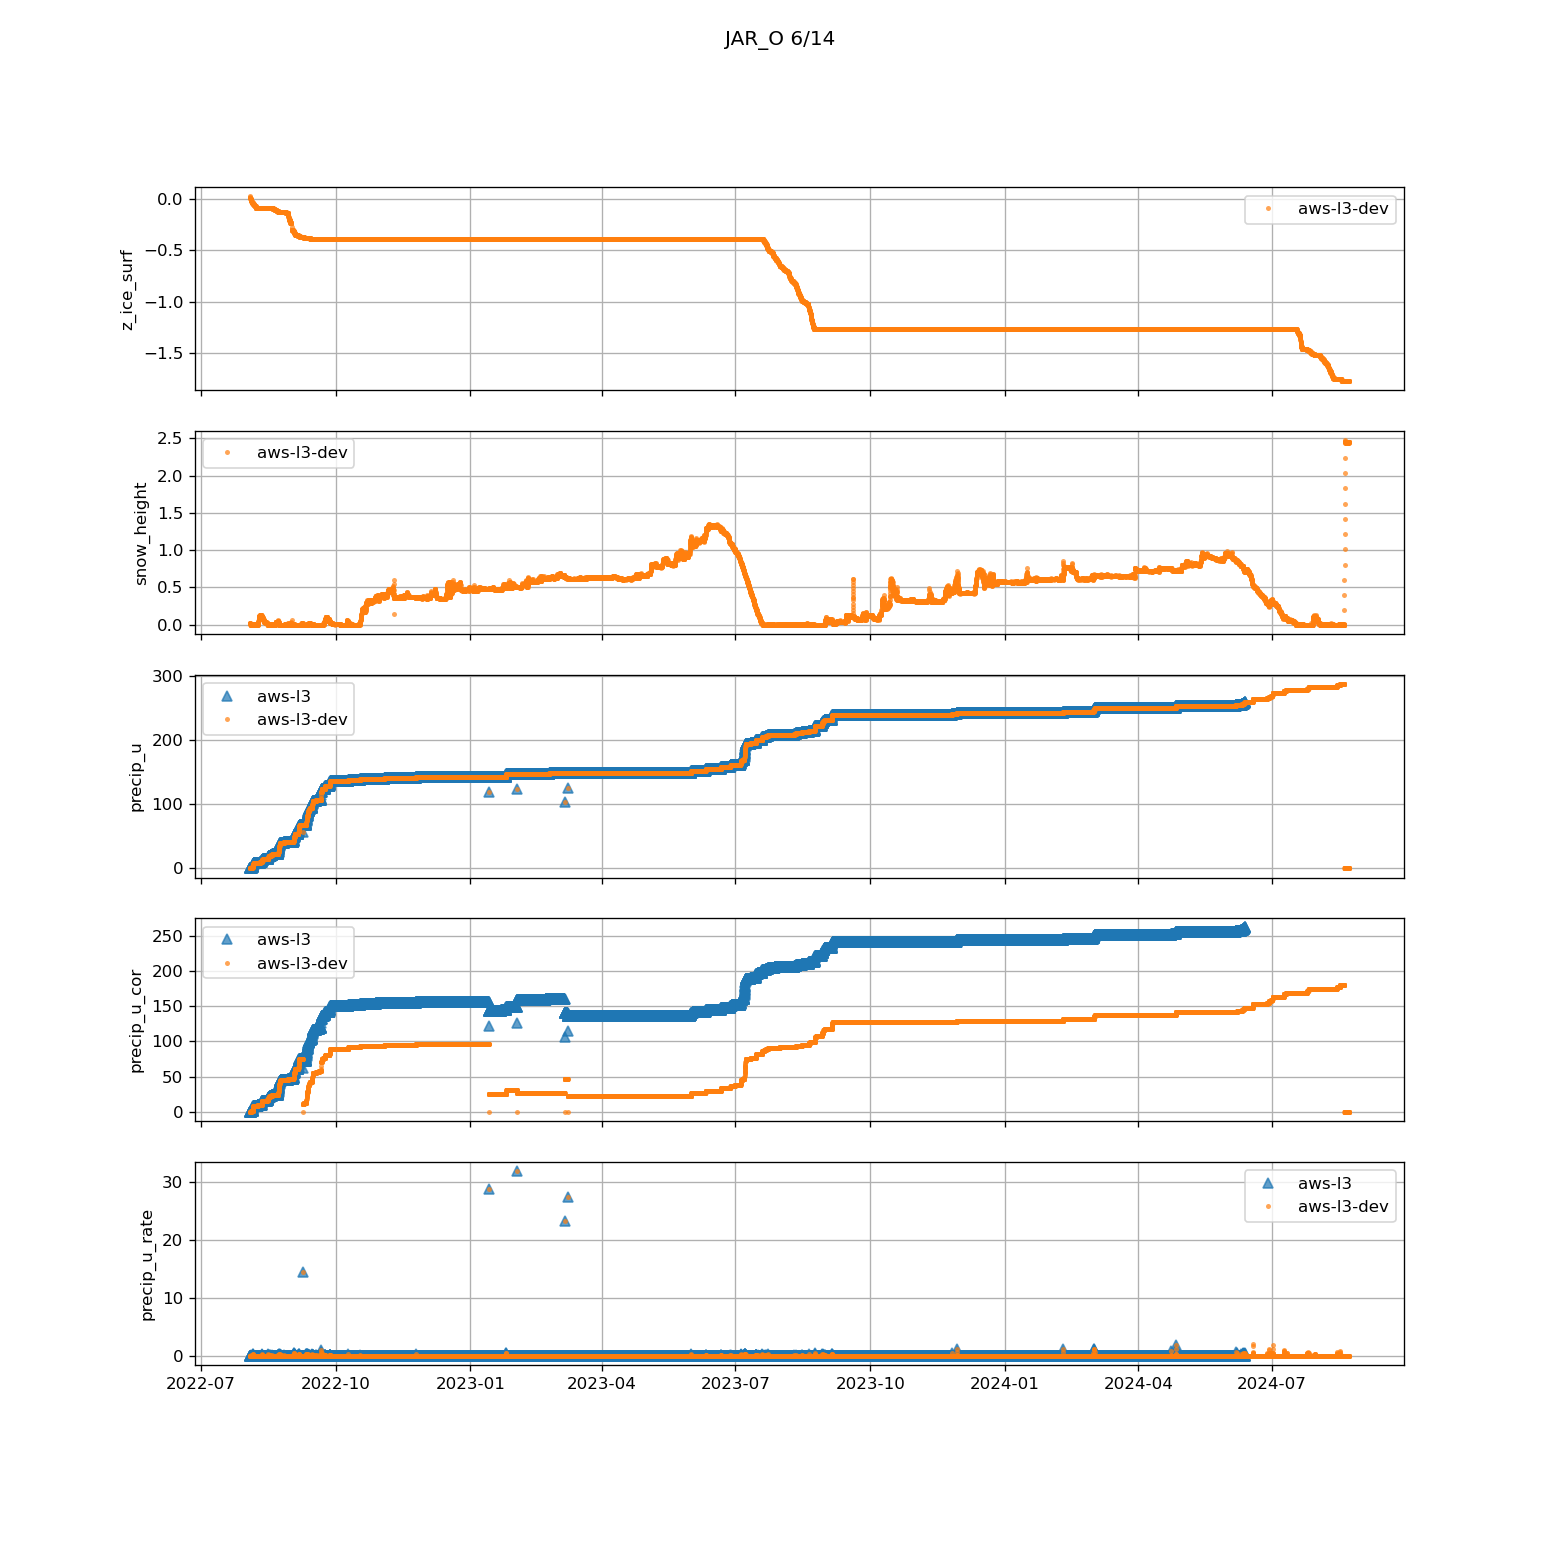 JAR_O 6/14
0.0
−0.5
−1.0
−1.5
z_ice_surf
aws-l3-dev
2.5
2.0
1.5
1.0
0.5
0.0
snow_height
aws-l3-dev
300
200
100
0
precip_u
aws-l3
aws-l3-dev
250
200
150
100
50
0
precip_u_cor
aws-l3
aws-l3-dev
30
20
10
0
precip_u_rate
aws-l3
aws-l3-dev
2022-07 2022-10 2023-01 2023-04 2023-07 2023-10 2024-01 2024-04 2024-07